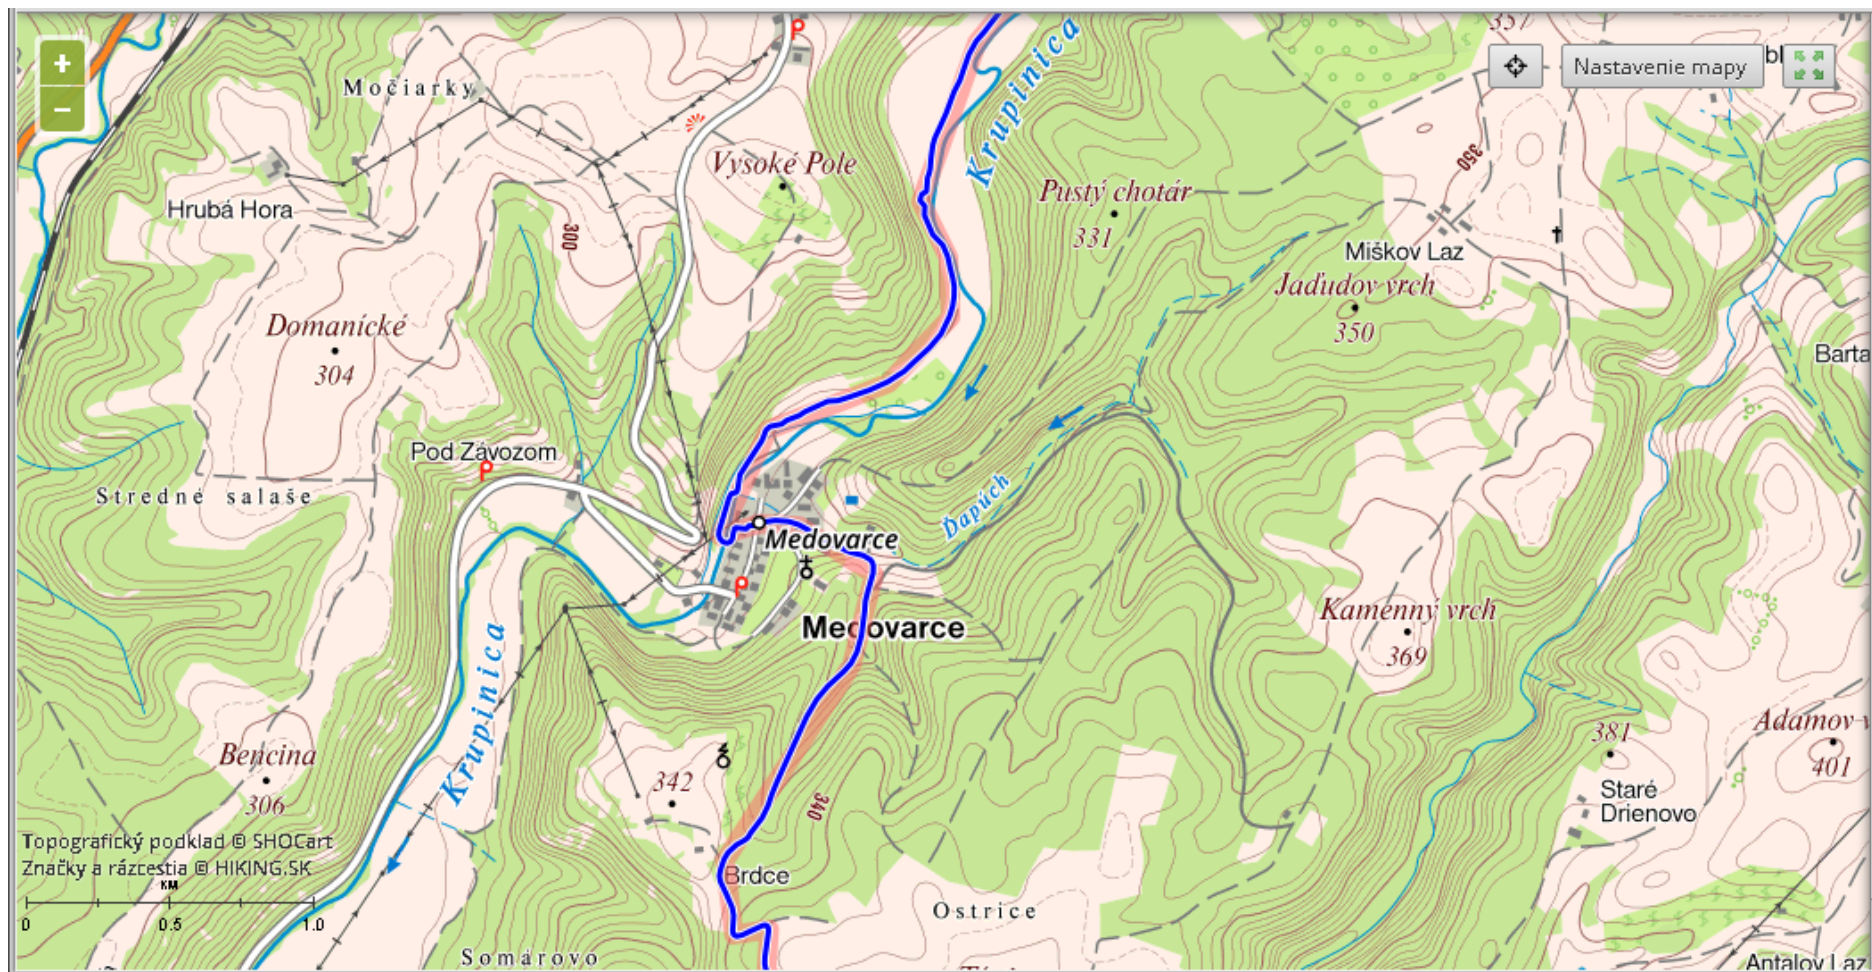 357
+
−
Nastavenie mapy
Močiarky
Krupinica
350
Vysoké Pole
Pustý chotár
331
Hrubá Hora
300
Miškov Laz
Jaďudov vrch
350
Domanické
304
Barta
Pod Závozom
Stredné salaše
Ďapúch
Medovarce
Medovarce
Kamenný vrch
369
Krupinica
Bencina
306
342
340
381
Adamov v
401
Staré
Drienovo
Topografický podklad © SHOCart
Značky a rázcestia © HIKING.SK
KM
0 0.5 1.0
Brdce
Ostrice
Somárovo
Antalov Laz